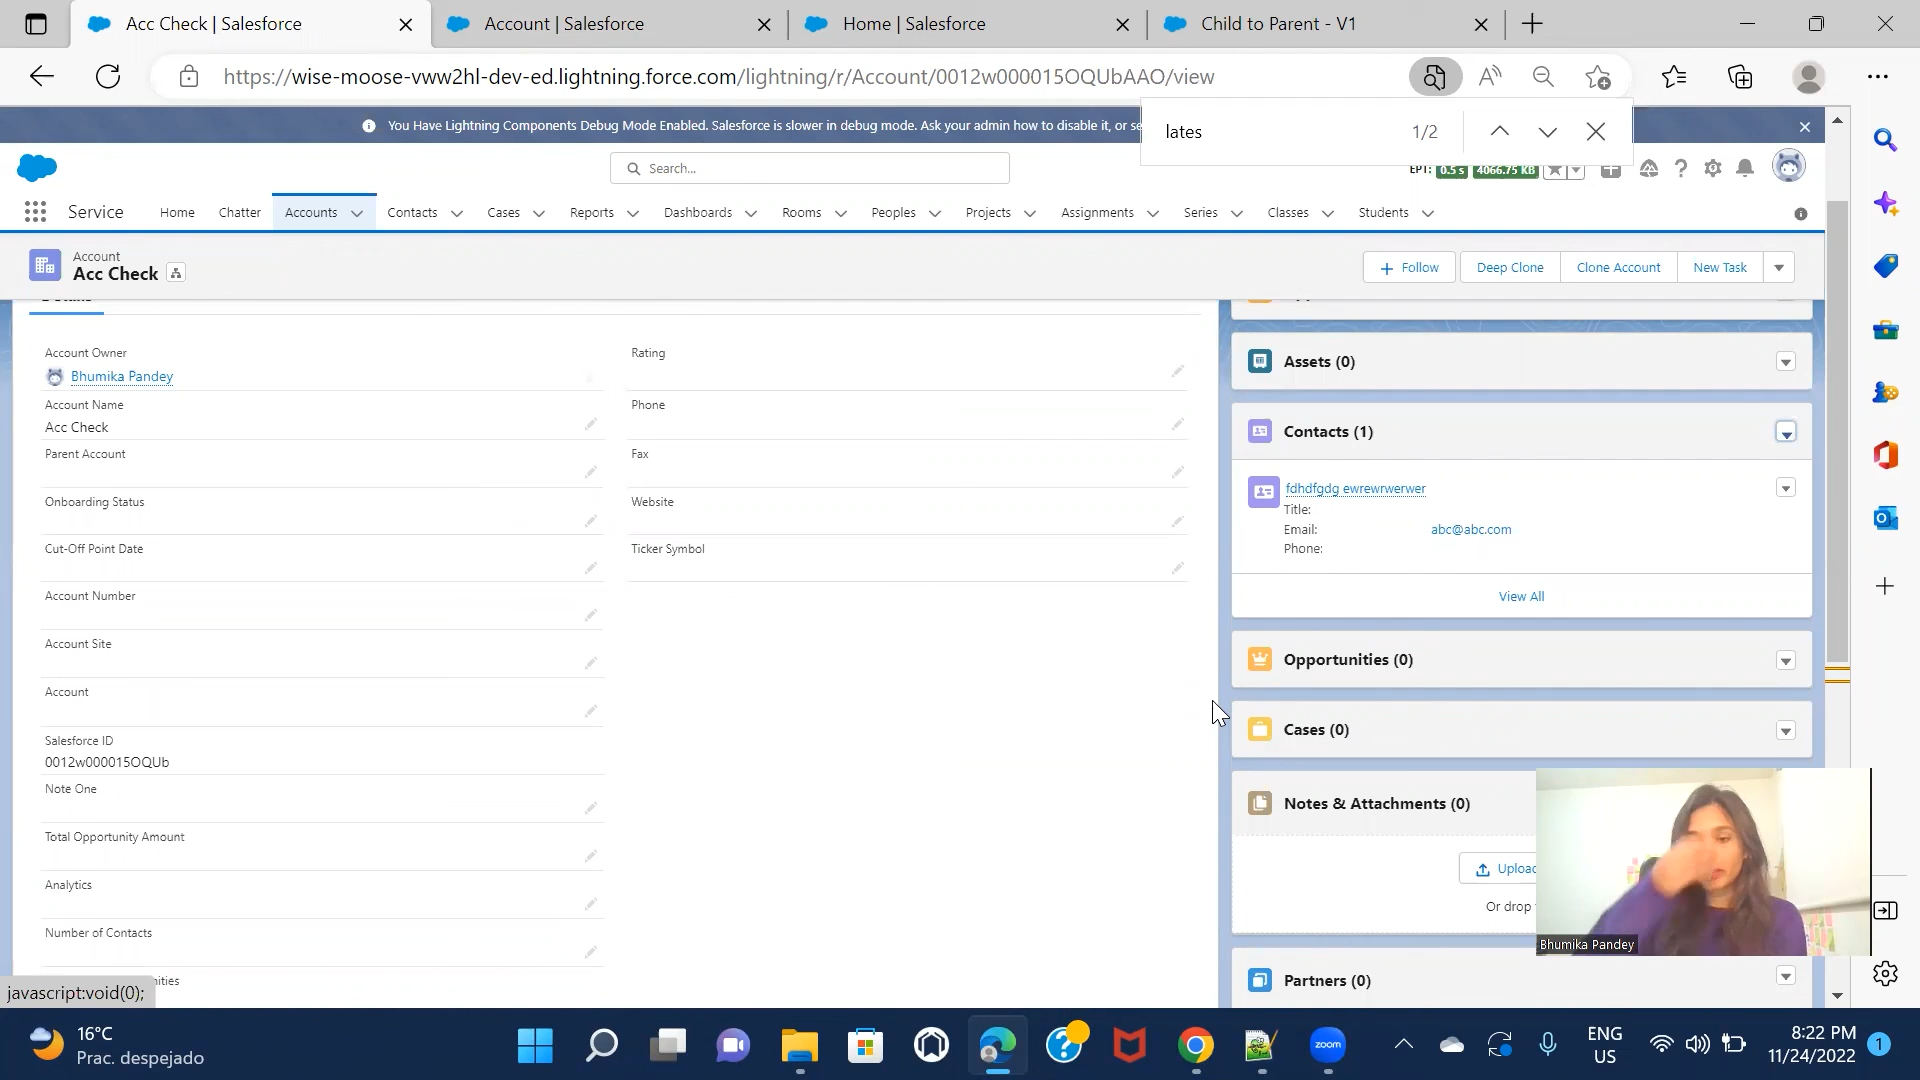 Acc Check | Salesforce
Account | Salesforce
Home | Salesforce
Child to Parent - V1
https://wise-moose-vww2hl-dev-ed.lightning.force.com/lightning/r/Account/0012w000015OQUbAAO/view
You Have Lightning Components Debug Mode Enabled. Salesforce is slower in debug mode. Ask your admin how to disable it, or se
lates
1/2
Search...
EPT: 0.5 s 4066.75 KB
Service
Home
Chatter
Accounts
Contacts
Cases
Reports
Dashboards
Rooms
Peoples
Projects
Assignments
Series
Classes
Students
Account
Acc Check
Follow
Deep Clone
Clone Account
New Task
Account Owner
Bhumika Pandey
Account Name
Acc Check
Parent Account
Onboarding Status
Cut-Off Point Date
Account Number
Account Site
Account
Salesforce ID
0012w000015OQUb
Note One
Total Opportunity Amount
Analytics
Number of Contacts
nities
Rating
Phone
Fax
Website
Ticker Symbol
Assets (0)
Contacts (1)
fdhdfgdg ewrewrwerwer
Title:
Email: abc@abc.com
Phone:
View All
Opportunities (0)
Cases (0)
Notes & Attachments (0)
Upload
Or drop
Partners (0)
Bhumika Pandey
javascript:void(0);
16°C
Prac. despejado
zoom
ENG
US
8:22 PM
11/24/2022
1